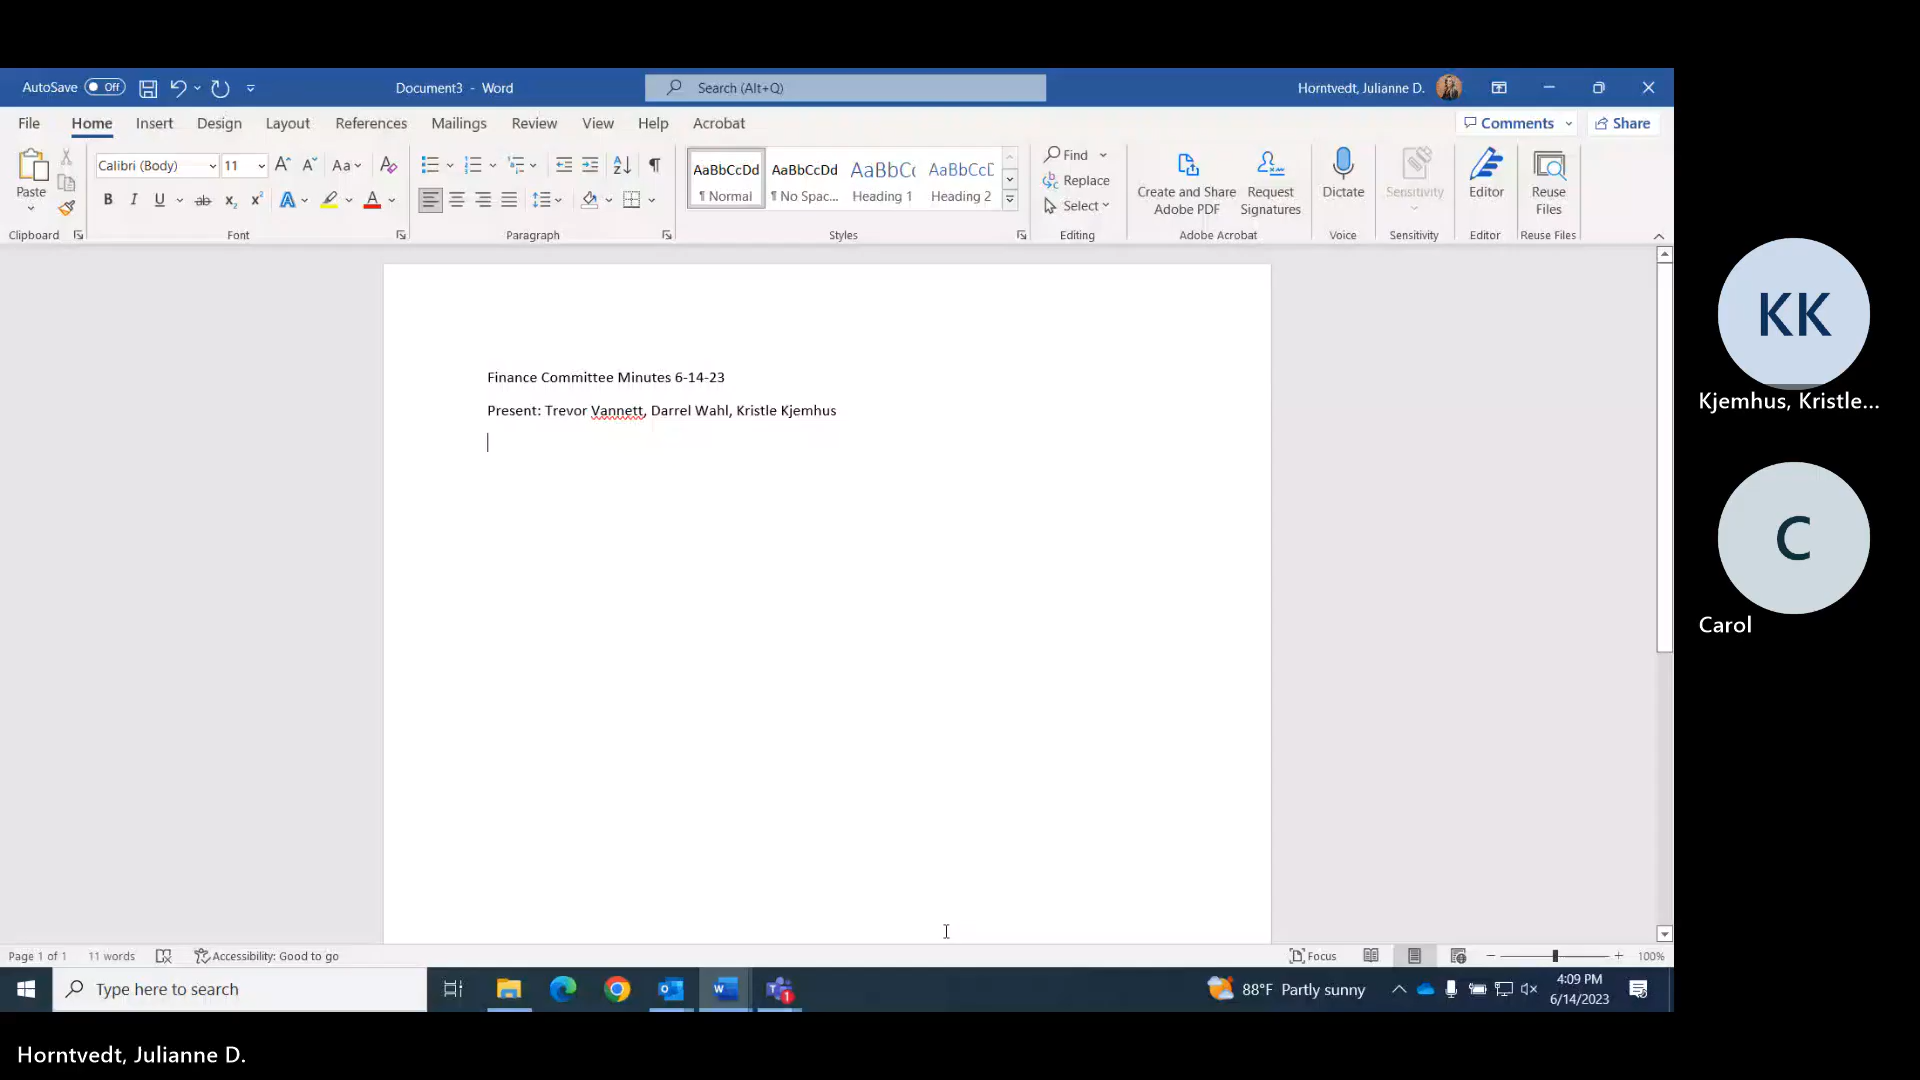 AutoSave Off
Document3 - Word
Search (Alt+Q)
Horntvedt, Julianne D.
File Home Insert Design Layout References Mailings Review View Help Acrobat
Comments Share
Paste
Calibri (Body) 11
Aa
B I U ab x₂ x² A A
AaBbCcDd AaBbCcDd AaBbCc AaBbCcD
¶ Normal ¶ No Spac... Heading 1 Heading 2
Find
Replace
Select
Create and Share Adobe PDF
Request Signatures
Dictate
Sensitivity
Editor
Reuse Files
Clipboard Font Paragraph Styles Editing Adobe Acrobat Voice Sensitivity Editor Reuse Files
Finance Committee Minutes 6-14-23
Present: Trevor Vannett, Darrel Wahl, Kristle Kjemhus
KK
Kjemhus, Kristle...
C
Carol
Page 1 of 1 11 words Accessibility: Good to go
Focus 100%
Type here to search
88°F Partly sunny
4:09 PM
6/14/2023
Horntvedt, Julianne D.